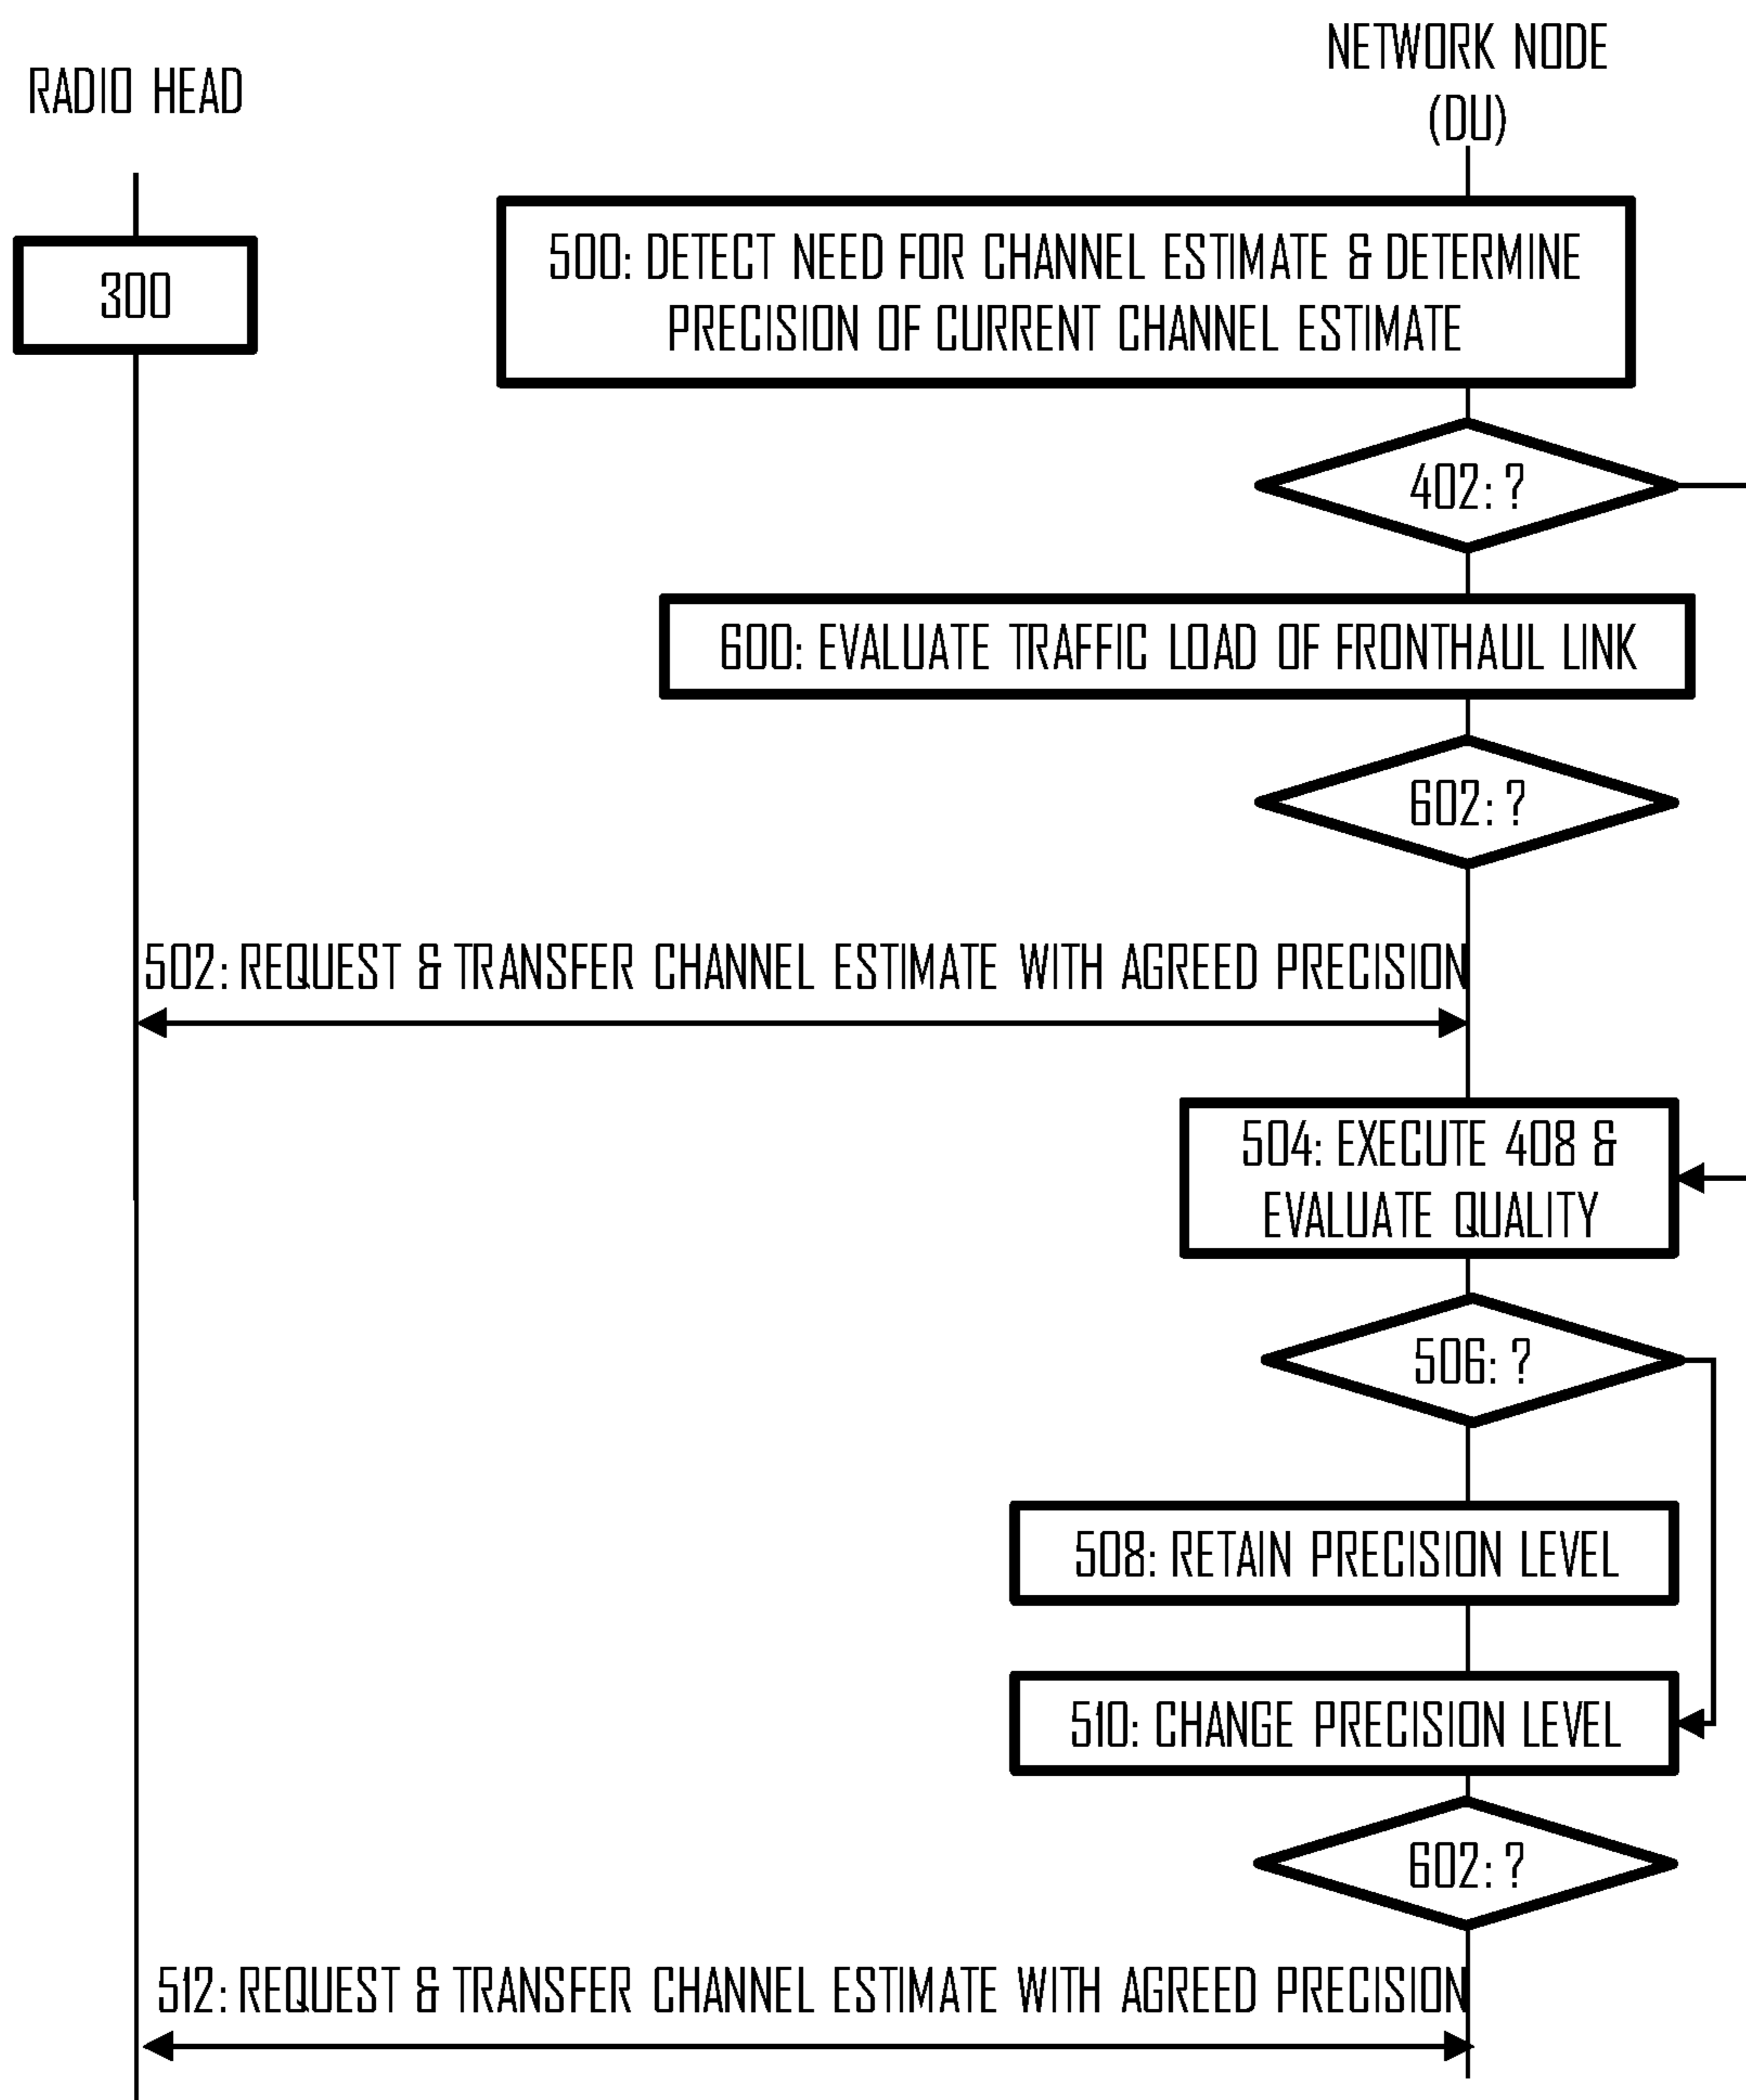 RADIO HEAD
NETWORK NODE
(DU)
300
500: DETECT NEED FOR CHANNEL ESTIMATE & DETERMINE
PRECISION OF CURRENT CHANNEL ESTIMATE
402: ?
600: EVALUATE TRAFFIC LOAD OF FRONTHAUL LINK
602: ?
502: REQUEST & TRANSFER CHANNEL ESTIMATE WITH AGREED PRECISION
504: EXECUTE 408 &
EVALUATE QUALITY
506: ?
508: RETAIN PRECISION LEVEL
510: CHANGE PRECISION LEVEL
602: ?
512: REQUEST & TRANSFER CHANNEL ESTIMATE WITH AGREED PRECISION